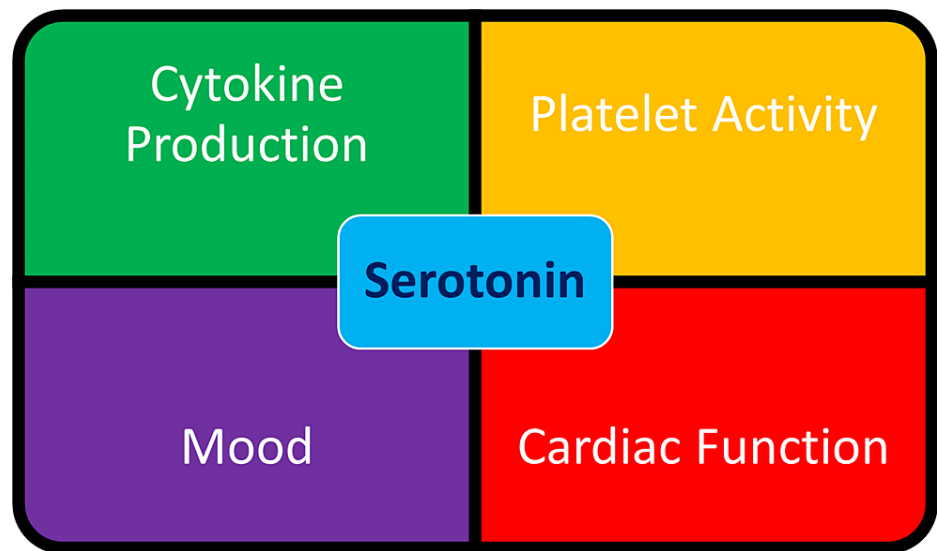 Cytokine
Production
Platelet Activity
Serotonin
Mood
Cardiac Function